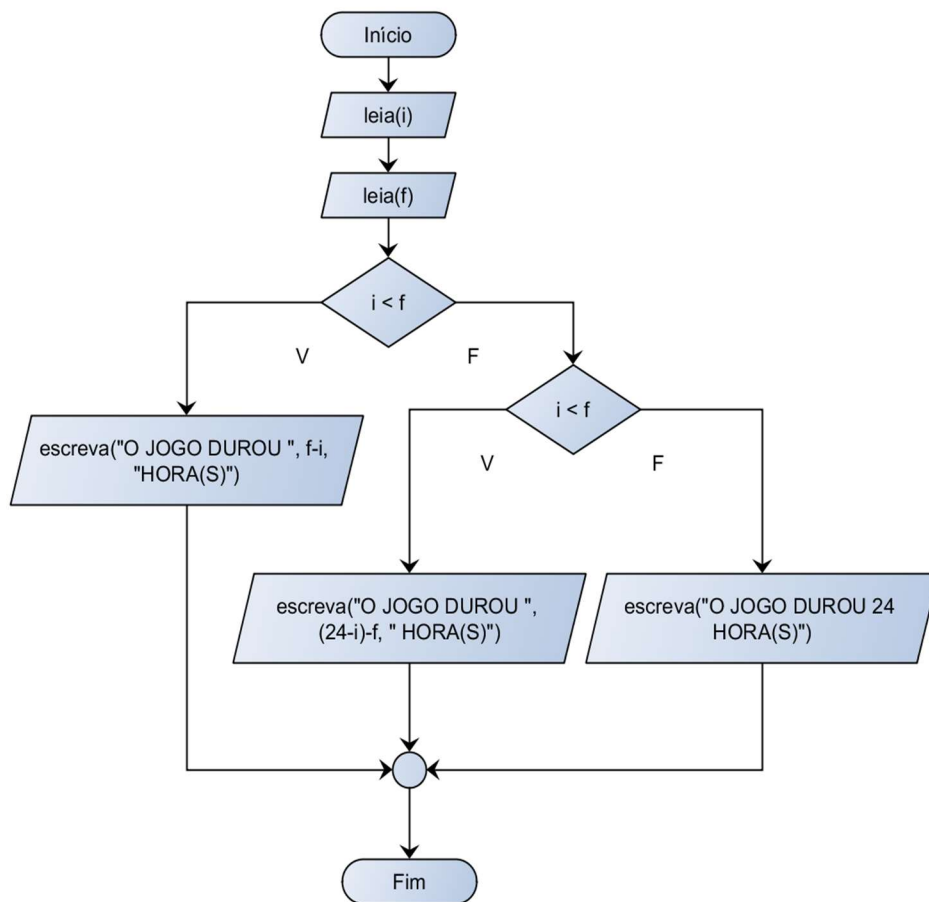 Início
leia(i)
leia(f)
i < f
V
F
i < f
escreva("O JOGO DUROU ", f-i,
"HORA(S)")
V
F
escreva("O JOGO DUROU ",
(24-i)-f, " HORA(S)")
escreva("O JOGO DUROU 24
HORA(S)")
Fim